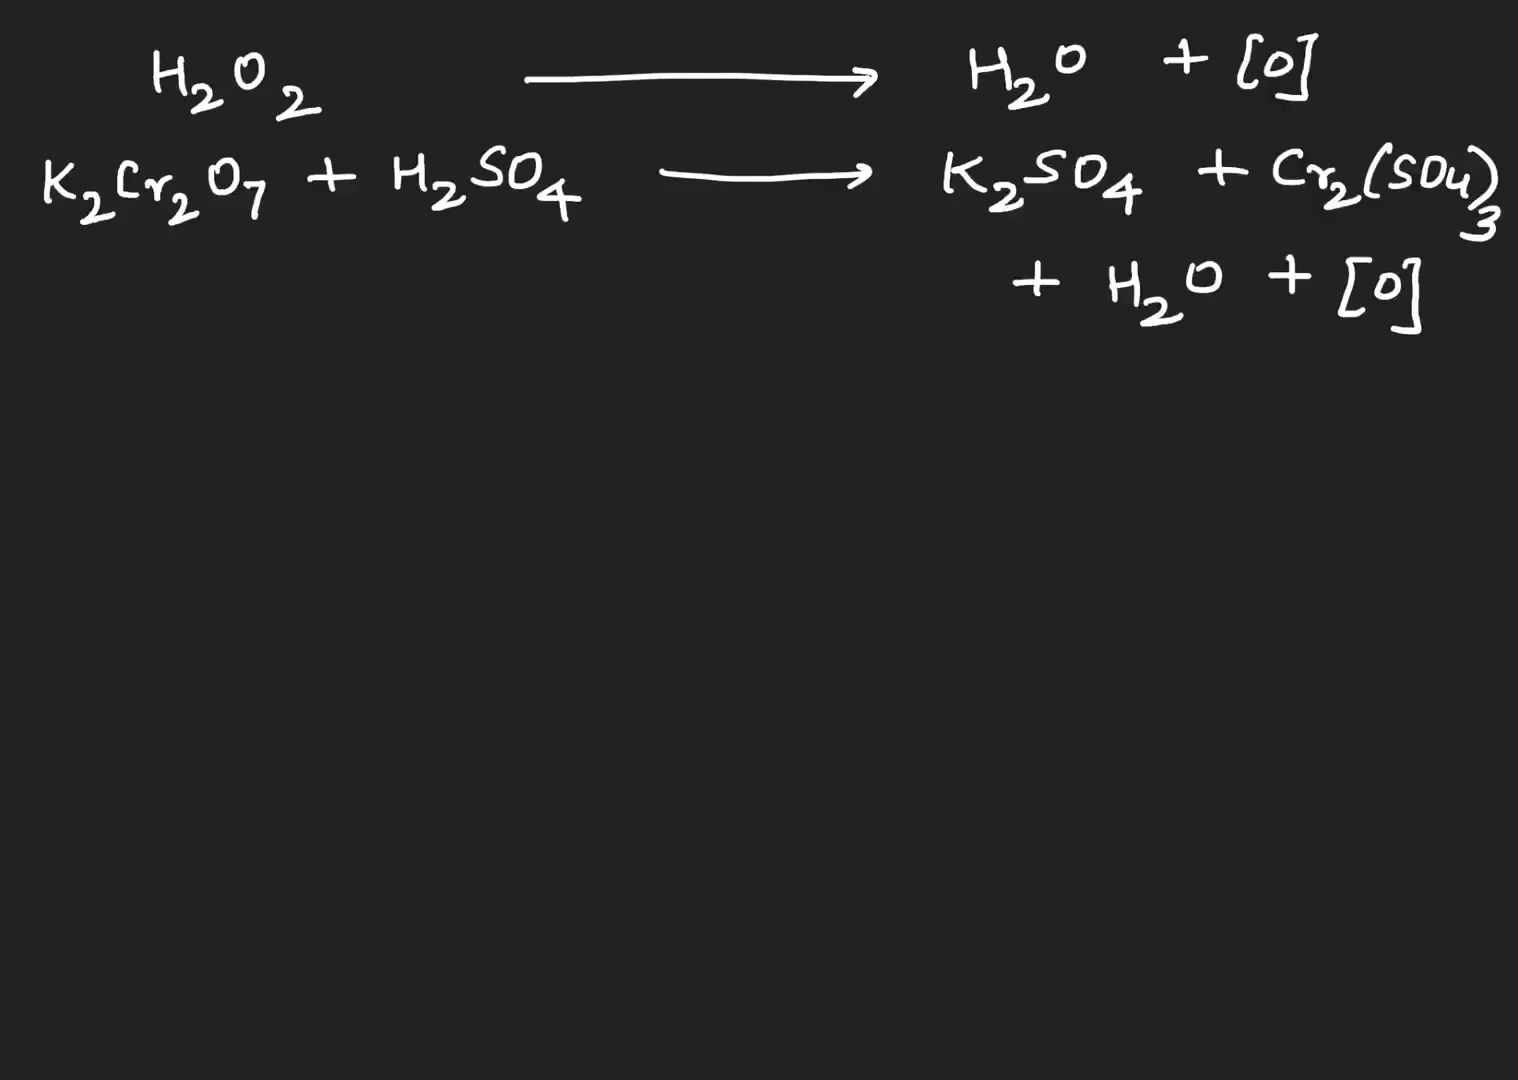 H₂O₂ ⟶ H₂O + [O]
K₂Cr₂O₇ + H₂SO₄ ⟶ K₂SO₄ + Cr₂(SO₄)₃
+ H₂O + [O]